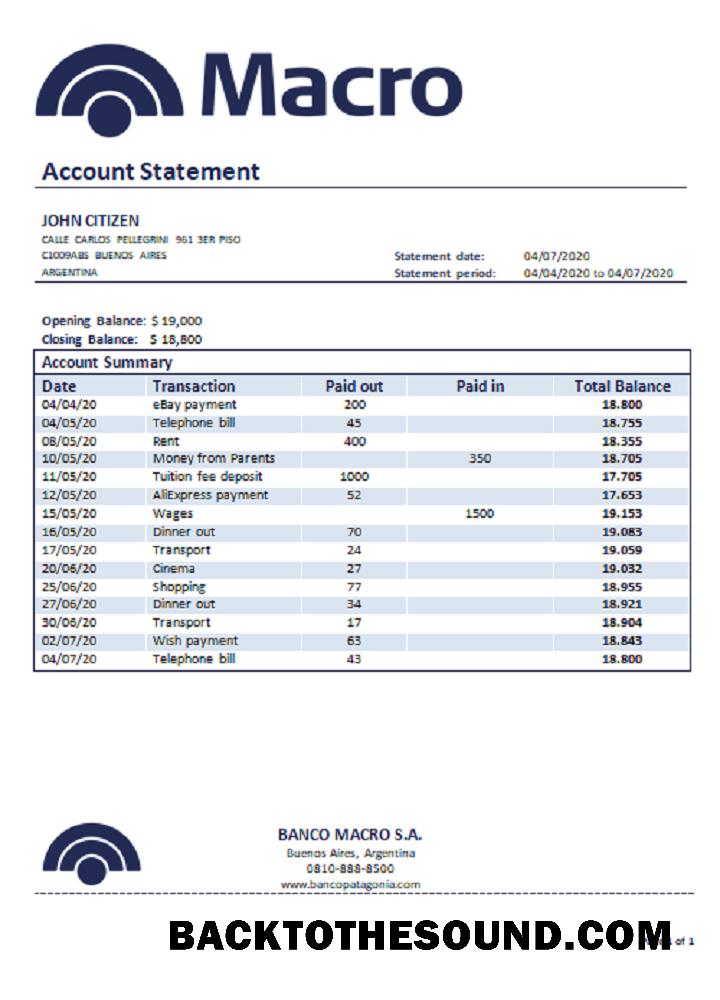 Macro
Account Statement
JOHN CITIZEN
CALLE CARLOS PELLEGRINI 961 3ER PISO
C1009ABS BUENOS AIRES
ARGENTINA
Statement date: 04/07/2020
Statement period: 04/04/2020 to 04/07/2020
Opening Balance: $ 19,000
Closing Balance: $ 18,800
Account Summary
Date Transaction Paid out Paid in Total Balance
04/04/20 eBay payment 200 18.800
04/05/20 Telephone bill 45 18.755
08/05/20 Rent 400 18.355
10/05/20 Money from Parents 350 18.705
11/05/20 Tuition fee deposit 1000 17.705
12/05/20 AliExpress payment 52 17.653
15/05/20 Wages 1500 19.153
16/05/20 Dinner out 70 19.083
17/05/20 Transport 24 19.059
20/06/20 Cinema 27 19.032
25/06/20 Shopping 77 18.955
27/06/20 Dinner out 34 18.921
30/06/20 Transport 17 18.904
02/07/20 Wish payment 63 18.843
04/07/20 Telephone bill 43 18.800
BANCO MACRO S.A.
Buenos Aires, Argentina
0810-888-8500
www.bancopatagonia.com
BACKTOTHESOUND.COM
of 1